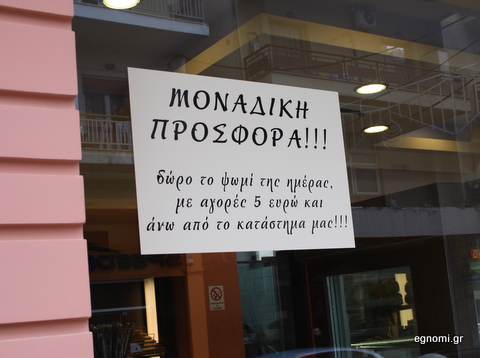 ΜΟΝΑΔΙΚΗ
ΠΡΟΣΦΟΡΑ!!!
δώρο το ψωμί της ημέρας,
με αγορές 5 ευρώ και
άνω από το κατάστημα μας!!!
egnomi.gr